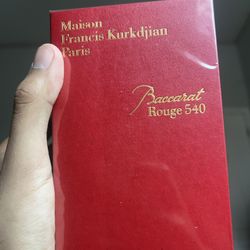 Maison
Francis Kurkdjian
Paris
Baccarat
Rouge 540